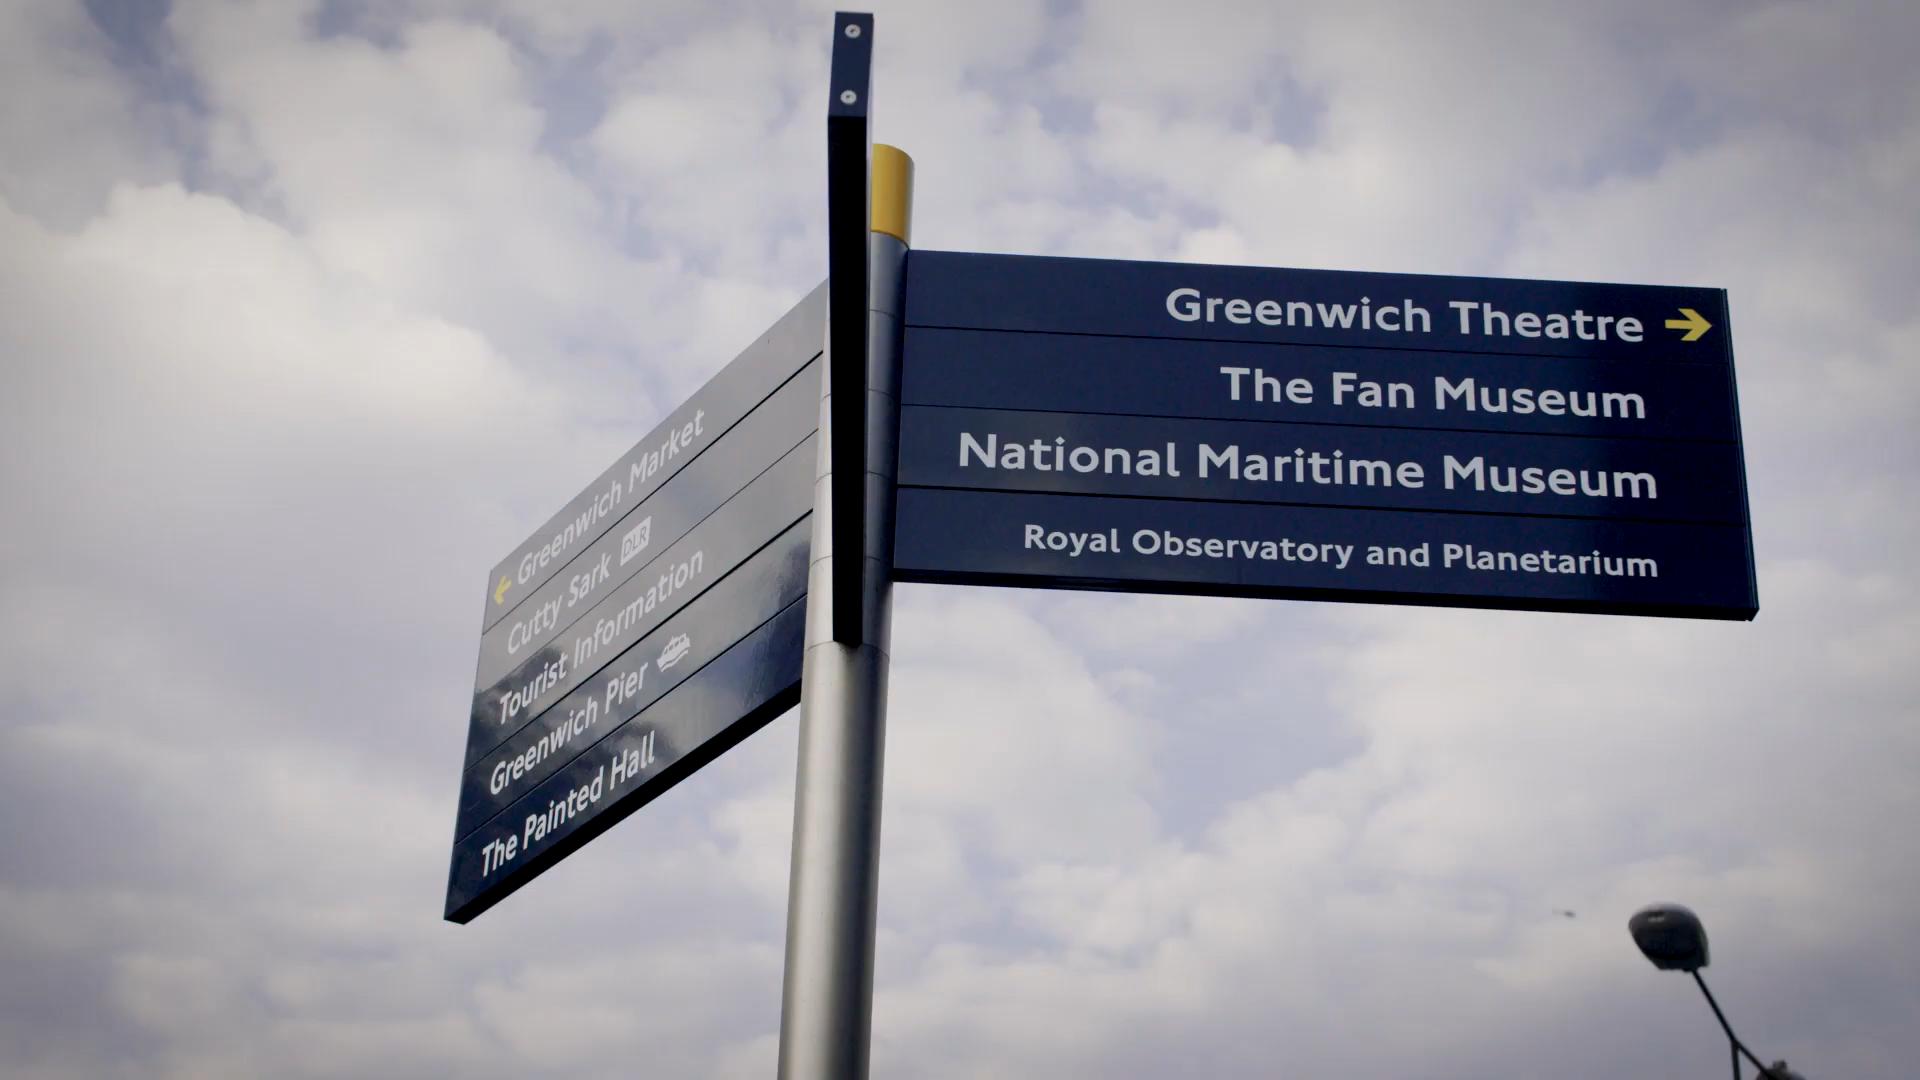 Greenwich Market
Cutty Sark DLR
Tourist Information
Greenwich Pier
The Painted Hall
Greenwich Theatre
The Fan Museum
National Maritime Museum
Royal Observatory and Planetarium